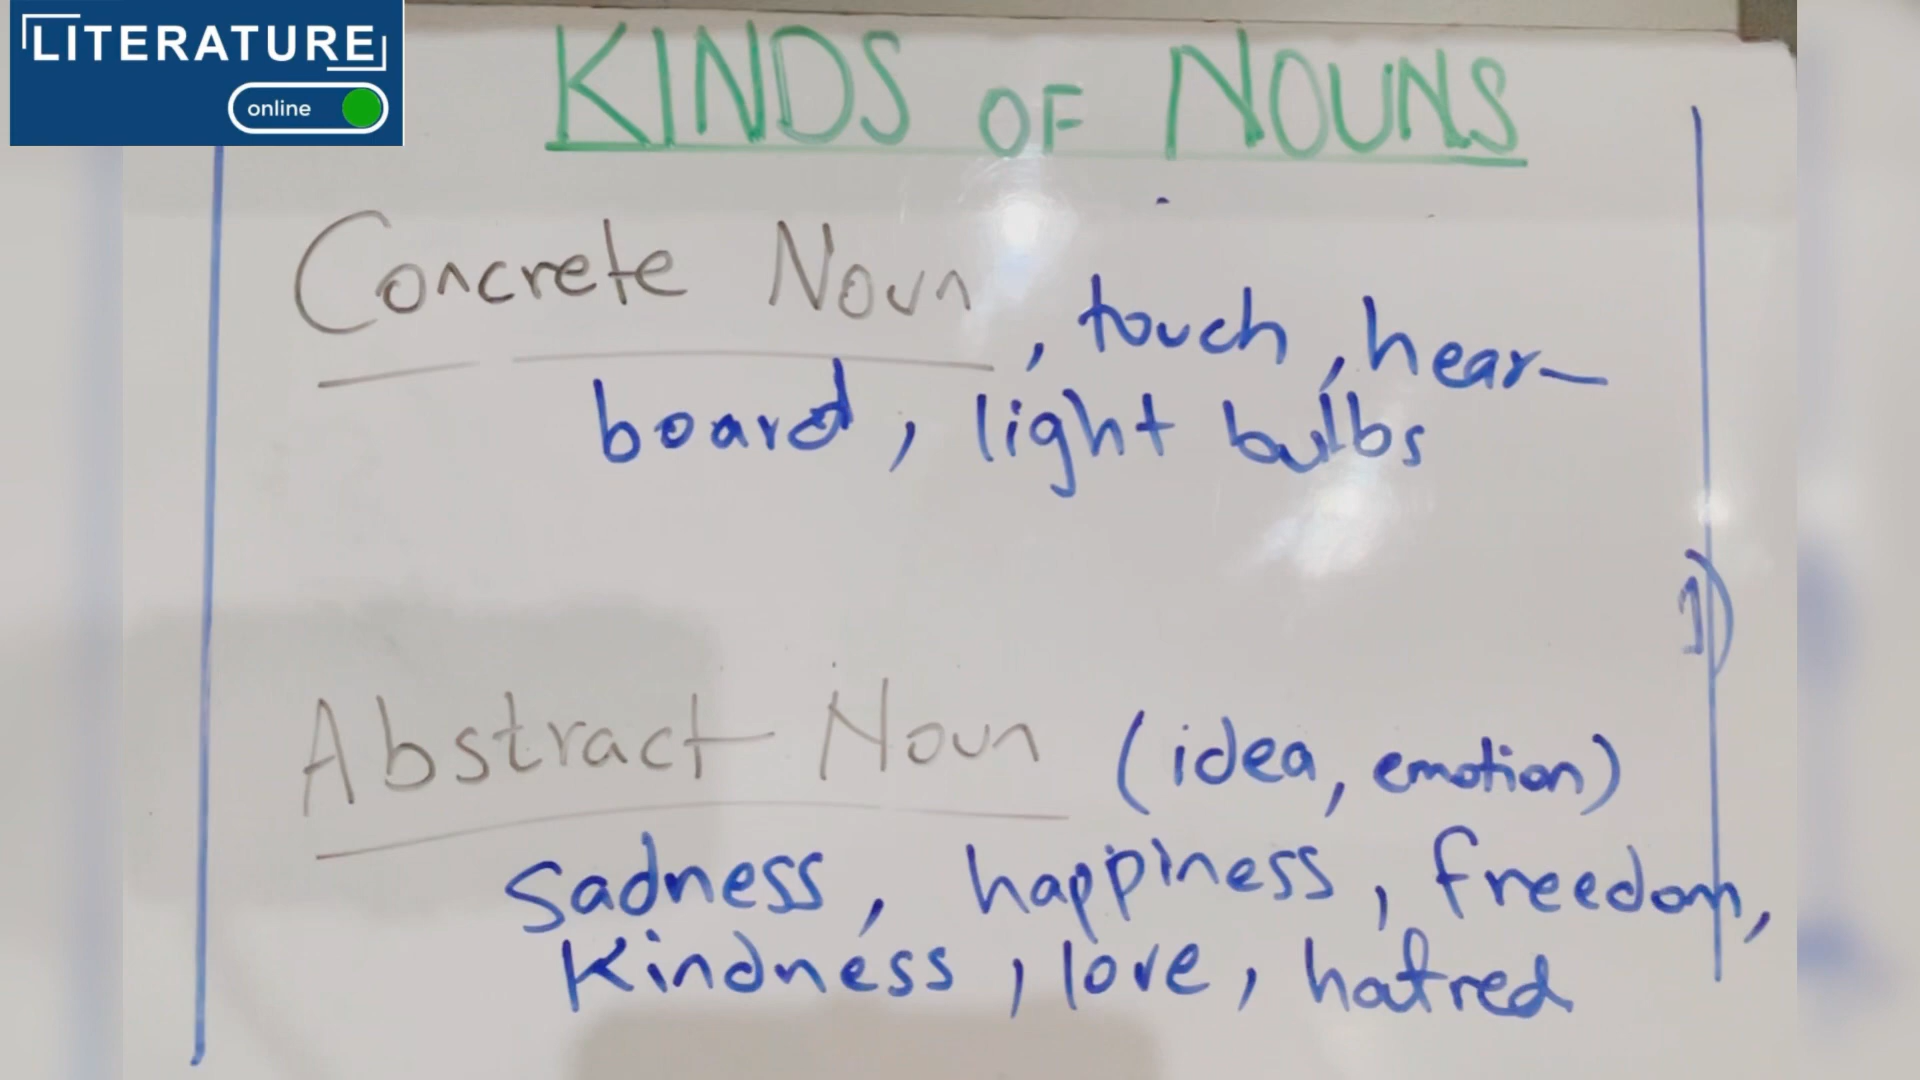 LITERATURE
online
KINDS OF NOUNS
Concrete Noun
, touch, hear
board, light bulbs
1)
Abstract Noun (idea, emotion)
Sadness, happiness, freedom,
Kindness, love, hatred